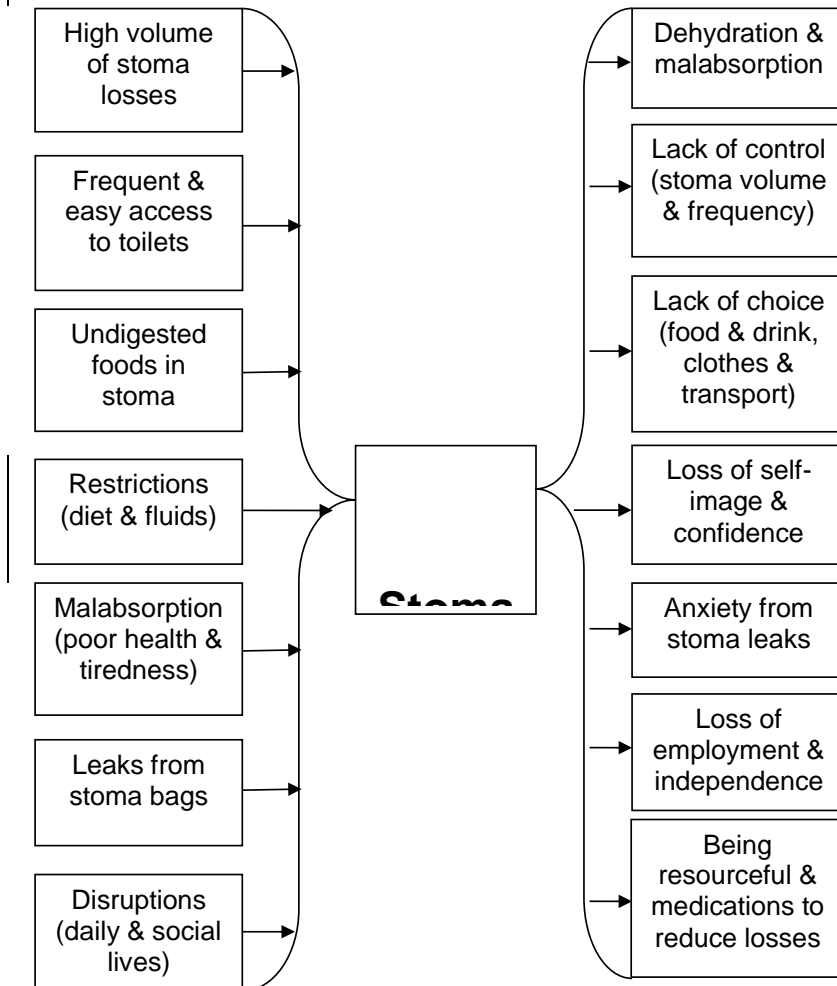 High volume
of stoma
losses
Frequent &
easy access
to toilets
Undigested
foods in
stoma
Restrictions
(diet & fluids)
Malabsorption
(poor health &
tiredness)
Leaks from
stoma bags
Disruptions
(daily & social
lives)
Stoma
Dehydration &
malabsorption
Lack of control
(stoma volume
& frequency)
Lack of choice
(food & drink,
clothes &
transport)
Loss of self-
image &
confidence
Anxiety from
stoma leaks
Loss of
employment &
independence
Being
resourceful &
medications to
reduce losses